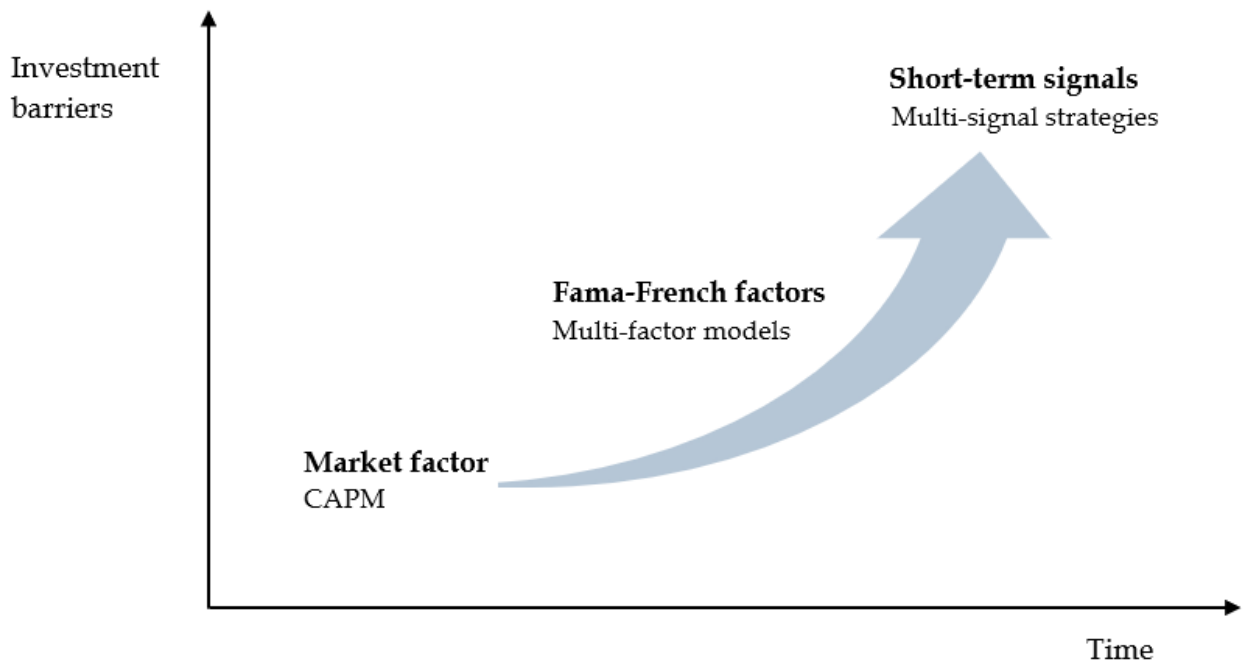 Investment
barriers
Short-term signals
Multi-signal strategies
Fama-French factors
Multi-factor models
Market factor
CAPM
Time